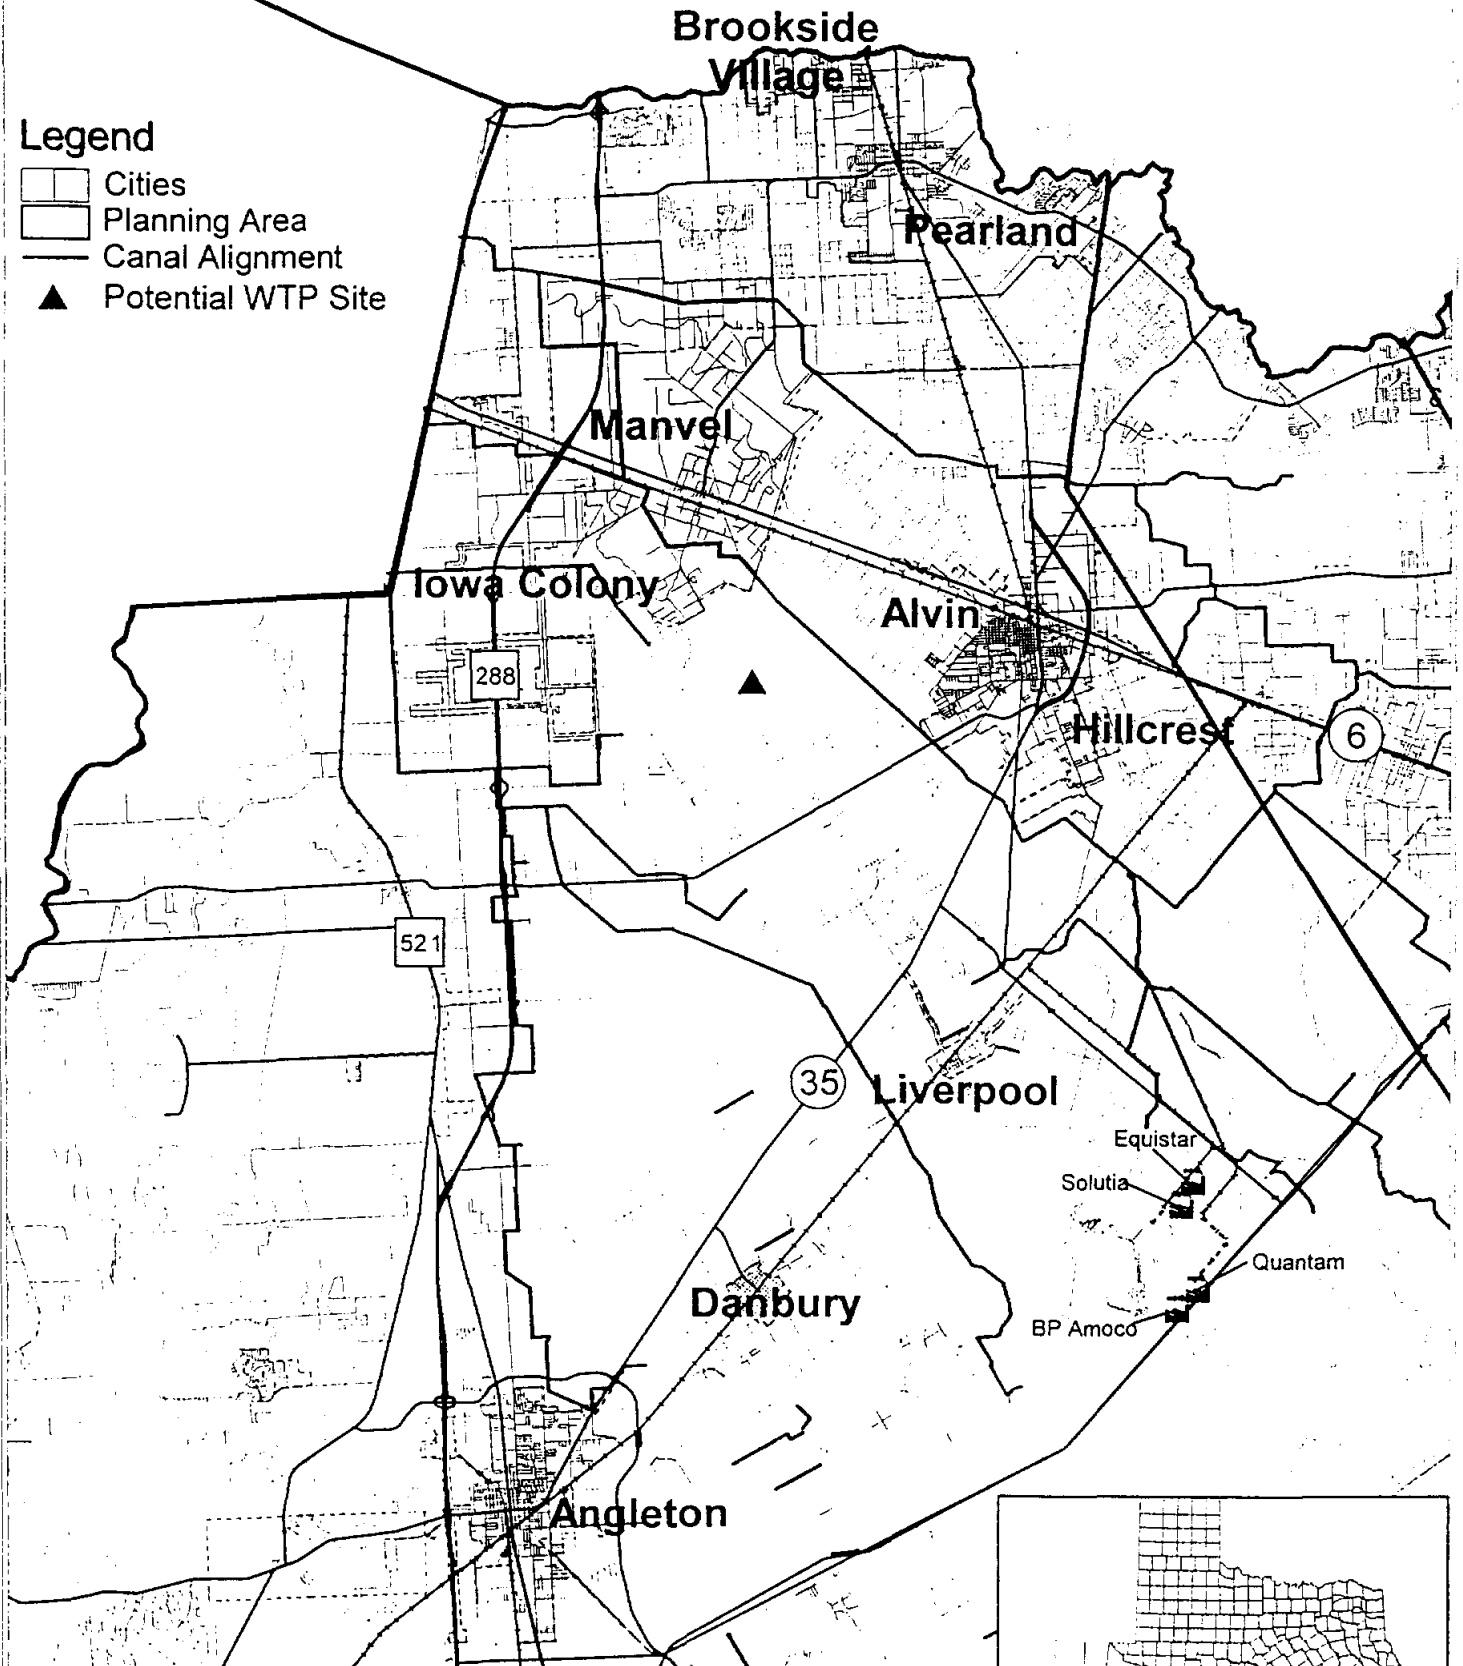 Brookside
Village
Legend
Cities
Planning Area
Canal Alignment
Potential WTP Site
Pearland
Manvel
Iowa Colony
Alvin
288
Hillcrest
6
521
35
Liverpool
Equistar
Solutia
Quantam
Danbury
BP Amoco
Angleton